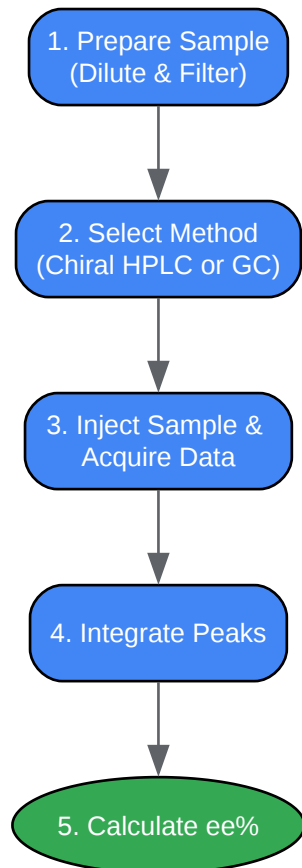 1. Prepare Sample
(Dilute & Filter)
2. Select Method
(Chiral HPLC or GC)
3. Inject Sample &
Acquire Data
4. Integrate Peaks
5. Calculate ee%